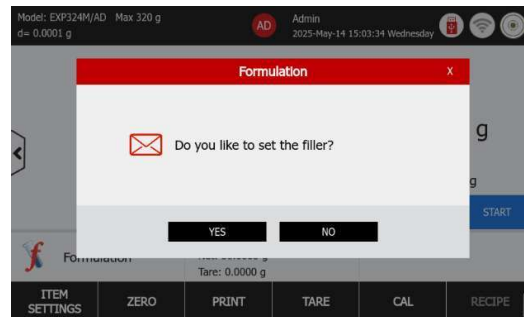 Model: EXP324M/AD Max 320 g
d= 0.0001 g
AD
Admin
2025-May-14 15:03:34 Wednesday
Formulation X
Do you like to set the filler?
YES NO
g
g
START
Formulation
Tare: 0.0000 g
ITEM SETTINGS
ZERO
PRINT
TARE
CAL
RECIPE